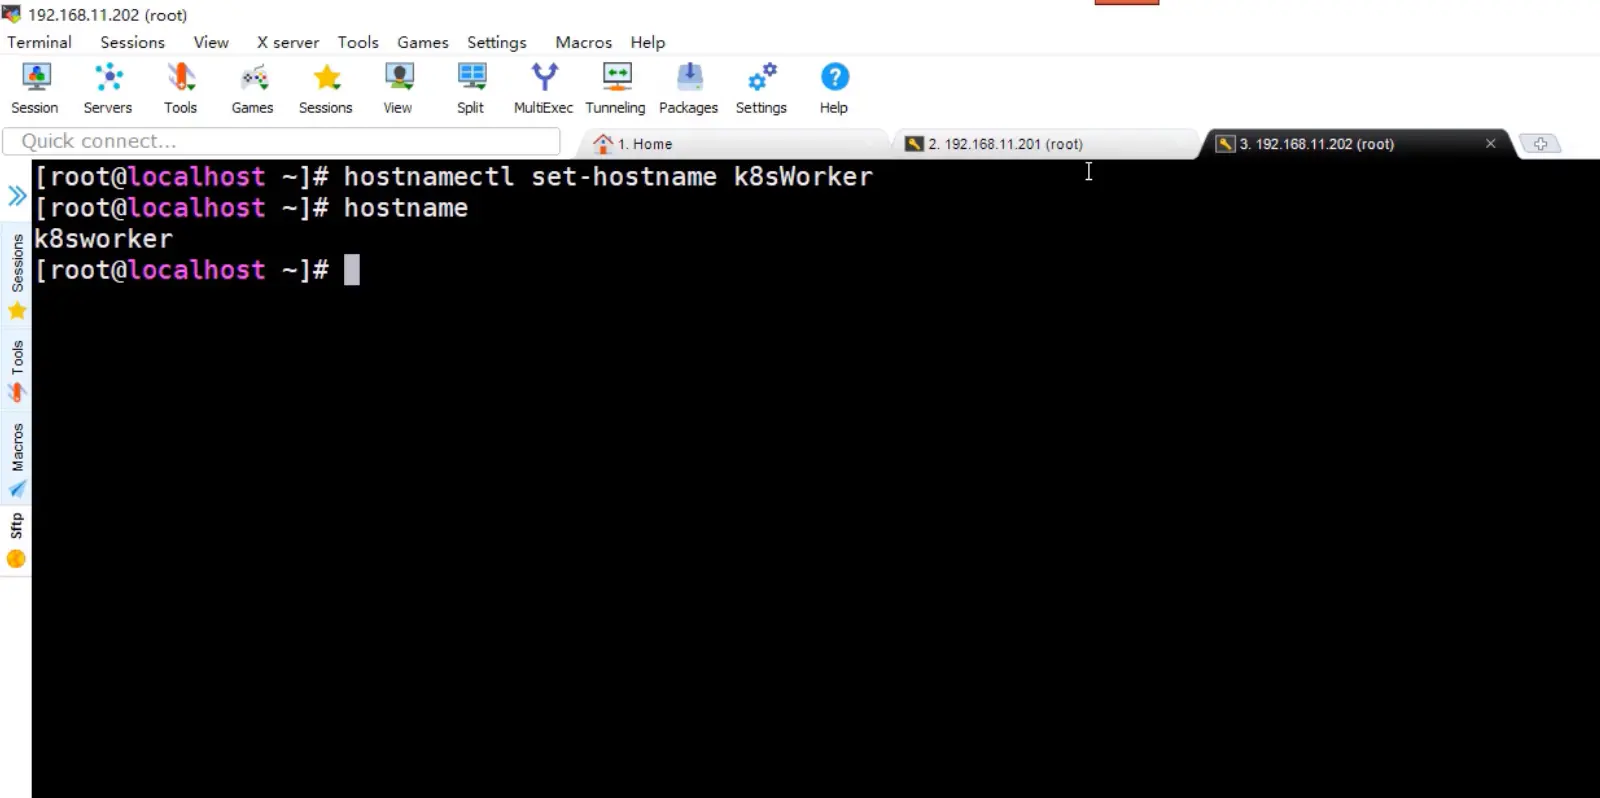 192.168.11.202 (root)
Terminal Sessions View X server Tools Games Settings Macros Help
Session Servers Tools Games Sessions View Split MultiExec Tunneling Packages Settings Help
Quick connect...
1. Home
2. 192.168.11.201 (root)
3. 192.168.11.202 (root)
[root@localhost ~]# hostnamectl set-hostname k8sWorker
[root@localhost ~]# hostname
k8sworker
[root@localhost ~]#
Sessions
Tools
Macros
Sftp